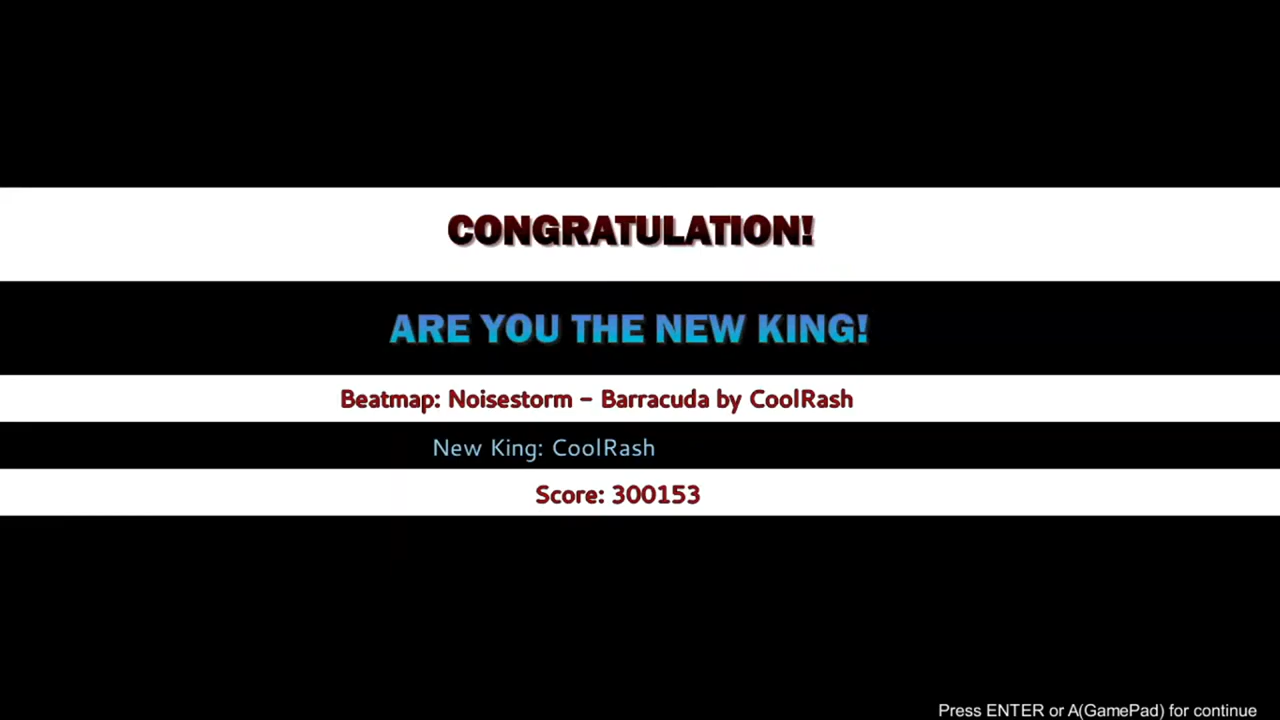 CONGRATULATION!
ARE YOU THE NEW KING!
Beatmap: Noisestorm - Barracuda by CoolRash
New King: CoolRash
Score: 300153
Press ENTER or A(GamePad) for continue